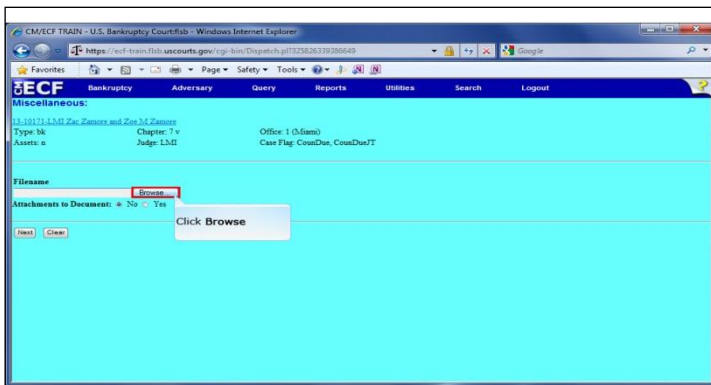 CM/ECF TRAIN - U.S. Bankruptcy Court:flsb - Windows Internet Explorer
https://ecf-train.flsb.uscourts.gov/cgi-bin/Dispatch.pl?325826339386649
Google
Favorites Page Safety Tools
ECF Bankruptcy Adversary Query Reports Utilities Search Logout ?
Miscellaneous:
13-10171-LMI Zac Zamore and Zoe M Zamore
Type: bk Chapter: 7 v Office: 1 (Miami)
Assets: n Judge: LMI Case Flag: CounDue, CounDueJT
Filename
Browse...
Attachments to Document: No Yes
Click Browse
Next Clear